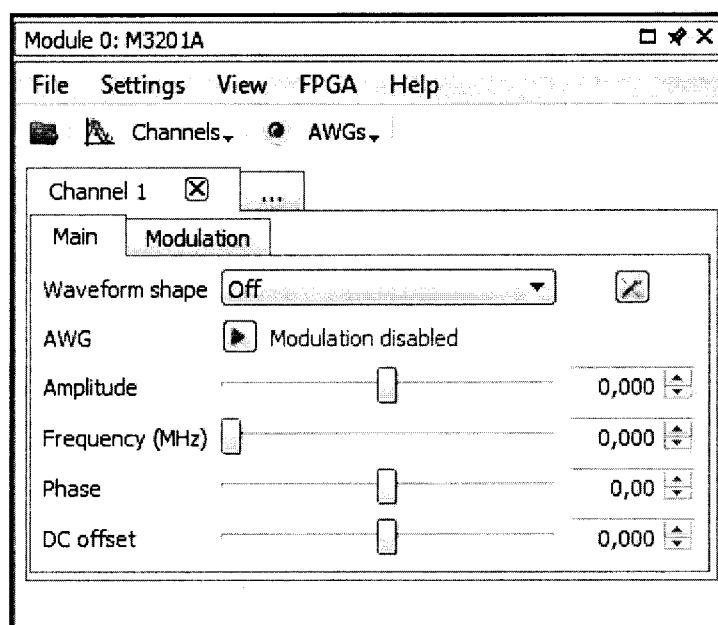 Module 0: M3201A
File Settings View FPGA Help
Channels AWGs
Channel 1 ...
Main Modulation
Waveform shape Off
AWG Modulation disabled
Amplitude 0,000
Frequency (MHz) 0,000
Phase 0,00
DC offset 0,000